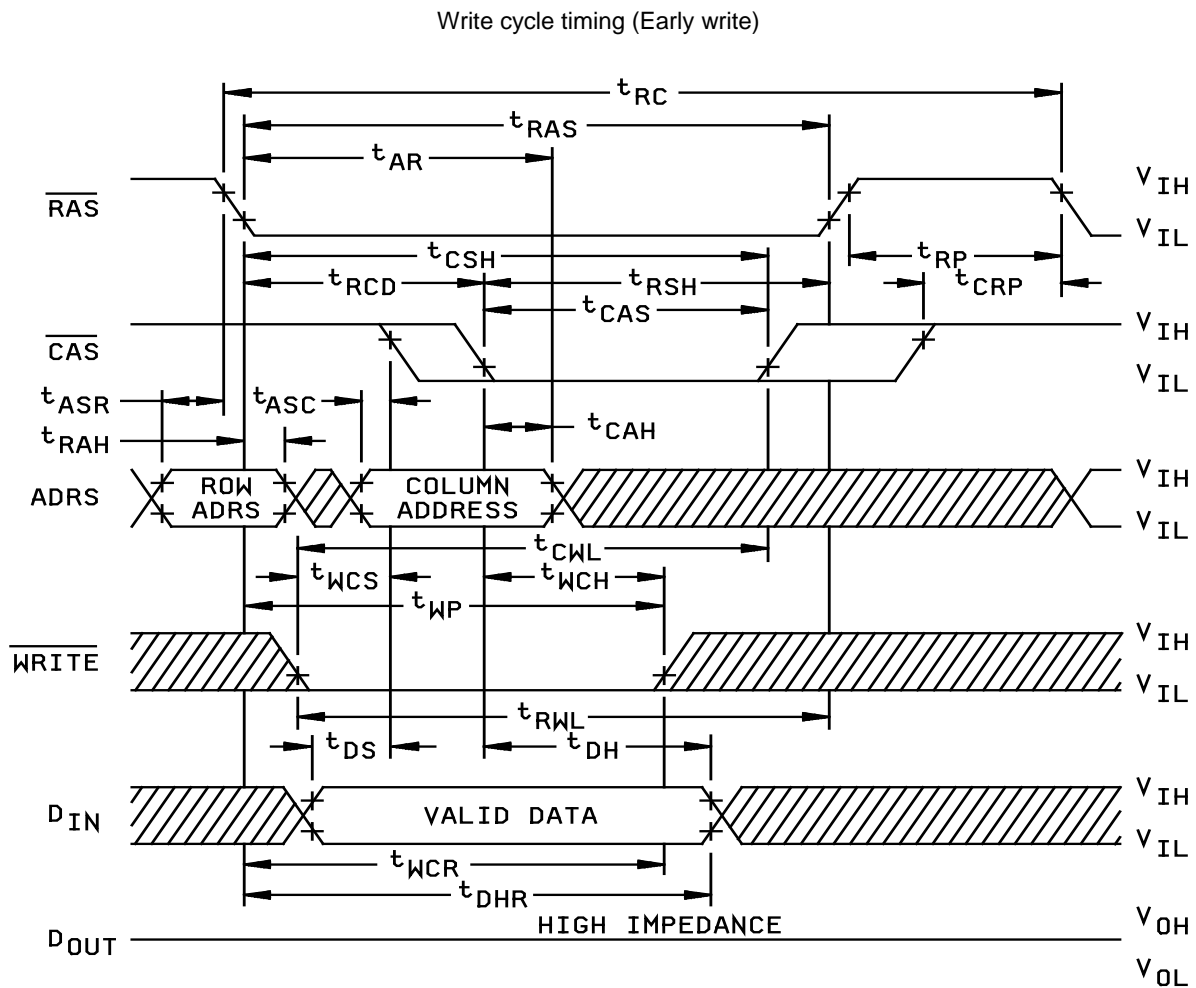 Write cycle timing (Early write)
tRC
tRAS
tAR
RAS
VIH
VIL
tCSH
tRP
tRCD
tRSH
tCRP
tCAS
CAS
VIH
VIL
tASR
tASC
tRAH
tCAH
ADRS
ROW
ADRS
COLUMN
ADDRESS
VIH
VIL
tCWL
tWCS
tWCH
tWP
WRITE
VIH
VIL
tRWL
tDS
tDH
DIN
VALID DATA
VIH
VIL
tWCR
tDHR
HIGH IMPEDANCE
DOUT
VOH
VOL